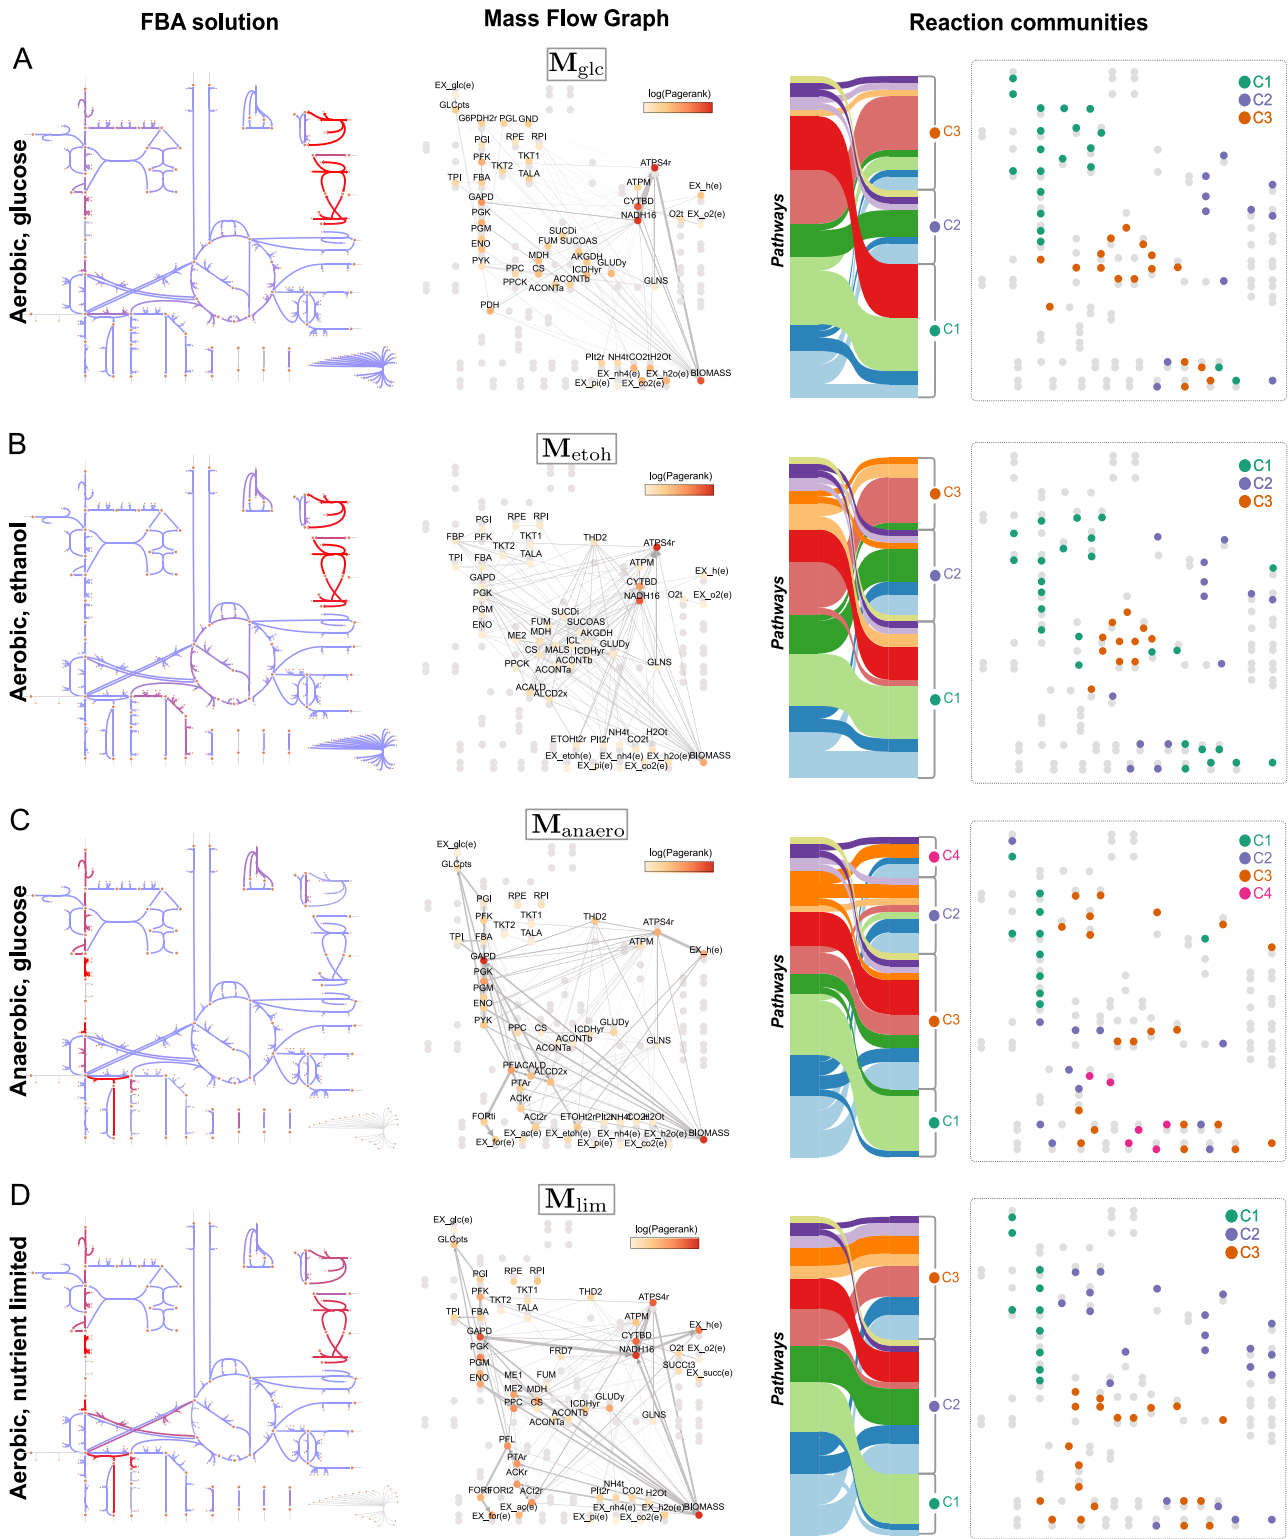 FBA solution
Mass Flow Graph
Reaction communities
A
Aerobic, glucose
M_glc
log(Pagerank)
EX_glc(e)
GLCpts
G6PDH2r PGL GND
PGI RPE RPI
PFK TKT2 TKT1
TPI FBA TALA
ATPS4r
ATPM
EX_h(e)
GAPD
CYTBD
NADH16
O2t EX_o2(e)
PGK
PGM
ENO
PYK
SUCDi
FUM SUCOAS
MDH AKGDH
GLUDy
PPC CS ICDHyr
PPCK ACONTb
ACONTa
GLNS
PDH
PIt2r NH4t CO2t H2Ot
EX_nh4(e) EX_h2o(e) BIOMASS
EX_pi(e) EX_co2(e)
Pathways
C3
C2
C1
C1
C2
C3
B
Aerobic, ethanol
M_etoh
log(Pagerank)
PGI RPE RPI
FBP PFK TKT2 TKT1 THD2
TPI FBA TALA
ATPS4r
ATPM
EX_h(e)
GAPD
CYTBD
PGK
NADH16
O2t EX_o2(e)
PGM
ENO
SUCDi
FUM SUCOAS
ME2 MDH ICL AKGDH
CS MALS ICDHyr GLUDy
PPCK ACONTb
ACONTa
GLNS
ACALD
ALCD2x
NH4t H2Ot
ETOHt2r PIt2r CO2t
EX_etoh(e) EX_nh4(e) EX_h2o(e) BIOMASS
EX_pi(e) EX_co2(e)
Pathways
C3
C2
C1
C1
C2
C3
C
Anaerobic, glucose
M_anaero
log(Pagerank)
EX_glc(e)
GLCpts
PGI RPE RPI
PFK TKT2 TKT1 THD2
TPI FBA TALA
ATPS4r
ATPM
EX_h(e)
GAPD
PGK
PGM
ENO
PYK
PPC CS ICDHyr GLUDy
ACONTb
ACONTa
GLNS
PFL ACALD
ALCD2x
PTAr
ACKr
FORti ACt2r ETOHt2r PIt2r NH4t CO2t H2Ot
EX_ac(e) EX_etoh(e) EX_nh4(e) EX_h2o(e) BIOMASS
EX_for(e) EX_pi(e) EX_co2(e)
Pathways
C4
C2
C3
C1
C1
C2
C3
C4
D
Aerobic, nutrient limited
M_lim
log(Pagerank)
EX_glc(e)
GLCpts
PGI RPE RPI
PFK TKT2 TKT1 THD2
TPI FBA TALA
ATPS4r
ATPM
EX_h(e)
GAPD
CYTBD
PGK
NADH16
O2t EX_o2(e)
PGM
FRD7
SUCCt3
ENO
ME1 FUM
EX_succ(e)
ME2 MDH
PPC CS ICDHyr GLUDy
ACONTb
ACONTa
GLNS
PFL
PTAr
ACKr
NH4t
FORti FORt2 ACt2r PIt2r CO2t H2Ot
EX_ac(e) EX_nh4(e) EX_h2o(e) BIOMASS
EX_for(e) EX_pi(e) EX_co2(e)
Pathways
C3
C2
C1
C1
C2
C3